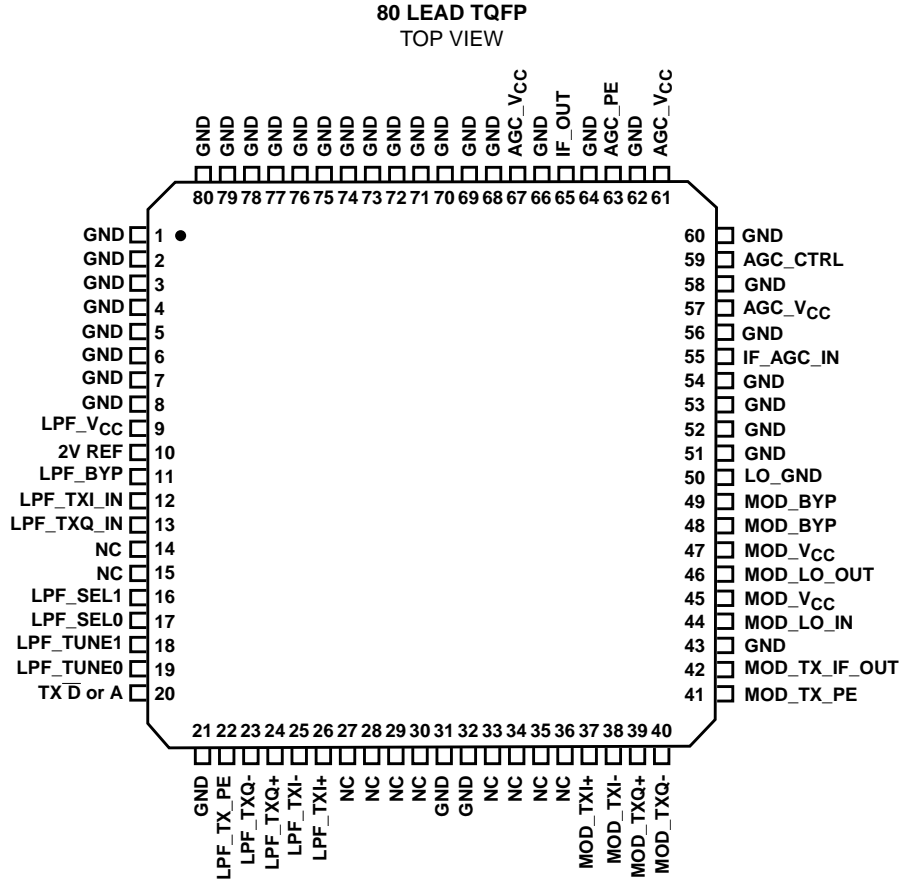 80 LEAD TQFP
TOP VIEW
GND
GND
GND
GND
GND
GND
GND
GND
GND
GND
GND
GND
GND
AGC_VCC
GND
IF_OUT
GND
AGC_PE
GND
AGC_VCC
80 79 78 77 76 75 74 73 72 71 70 69 68 67 66 65 64 63 62 61
GND 1
GND 2
GND 3
GND 4
GND 5
GND 6
GND 7
GND 8
LPF_VCC 9
2V REF 10
LPF_BYP 11
LPF_TXI_IN 12
LPF_TXQ_IN 13
NC 14
NC 15
LPF_SEL1 16
LPF_SEL0 17
LPF_TUNE1 18
LPF_TUNE0 19
TX D̅ or A 20
60 GND
59 AGC_CTRL
58 GND
57 AGC_VCC
56 GND
55 IF_AGC_IN
54 GND
53 GND
52 GND
51 GND
50 LO_GND
49 MOD_BYP
48 MOD_BYP
47 MOD_VCC
46 MOD_LO_OUT
45 MOD_VCC
44 MOD_LO_IN
43 GND
42 MOD_TX_IF_OUT
41 MOD_TX_PE
21 22 23 24 25 26 27 28 29 30 31 32 33 34 35 36 37 38 39 40
GND
LPF_TX_PE
LPF_TXQ-
LPF_TXQ+
LPF_TXI-
LPF_TXI+
NC
NC
NC
NC
GND
GND
NC
NC
NC
NC
MOD_TXI+
MOD_TXI-
MOD_TXQ+
MOD_TXQ-